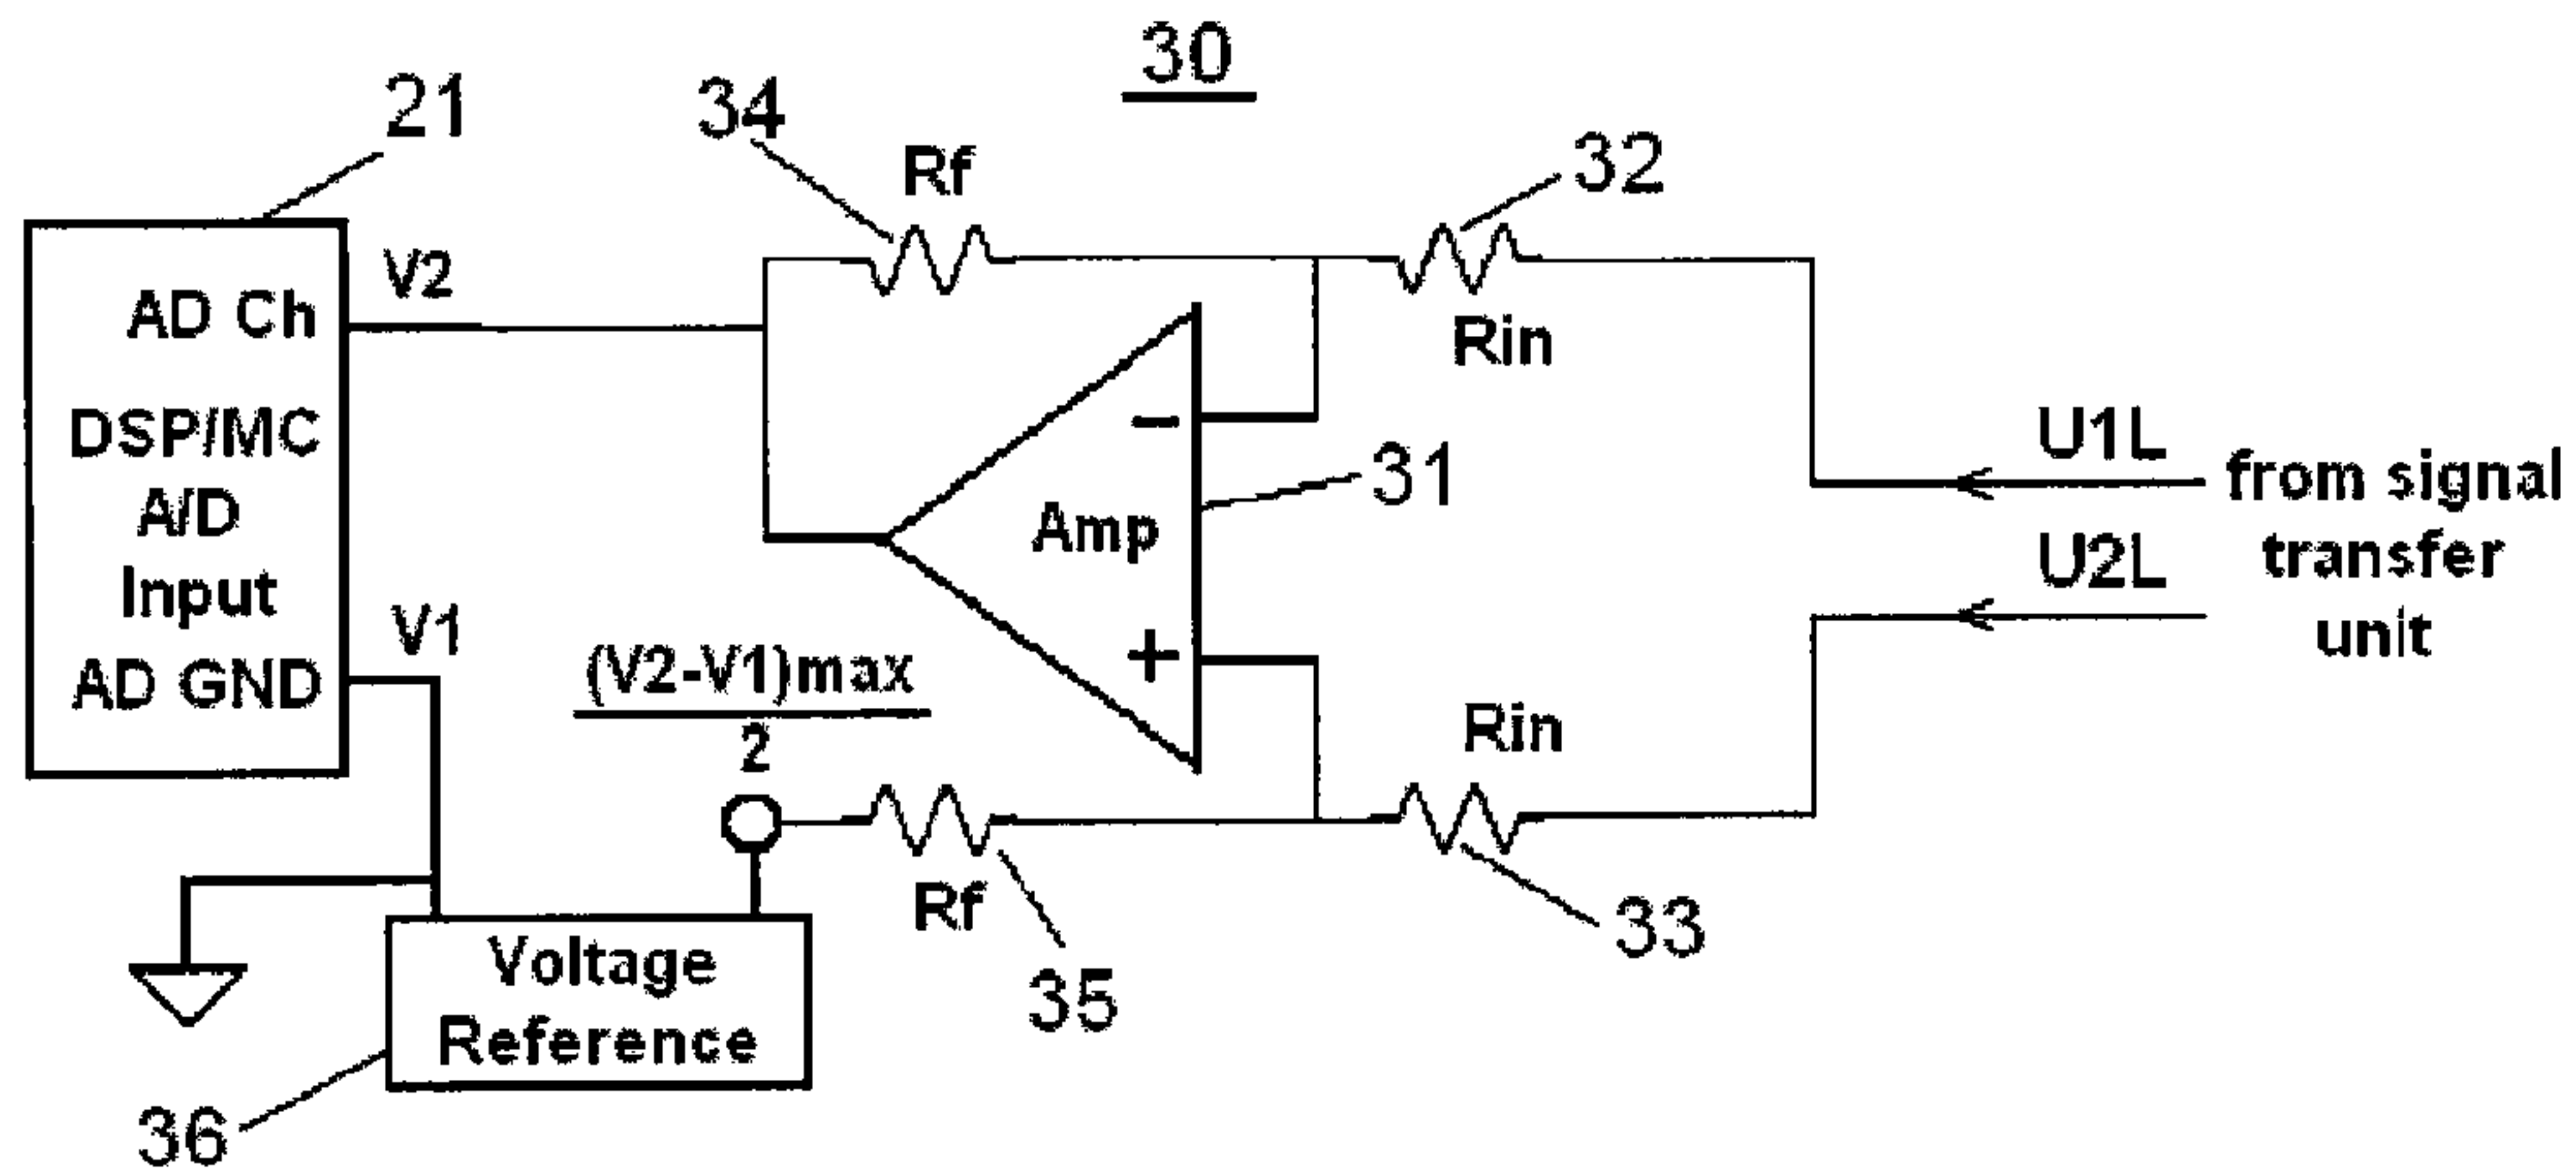 30
21
34
Rf
32
V2
AD Ch
Rin
DSP/MC
U1L
from signal
A/D
31
Amp
−
transfer
U2L
Input
unit
V1
+
AD GND
(V2-V1)max
2
Rin
Rf
33
Voltage
Reference
35
36